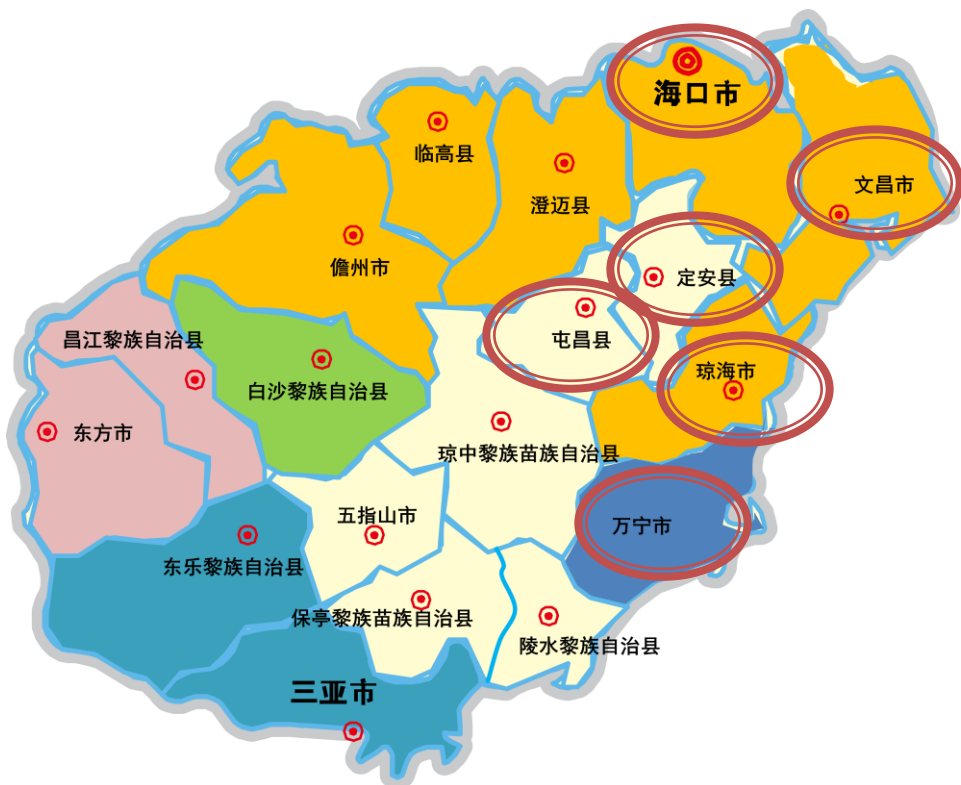 海口市
临高县
文昌市
澄迈县
儋州市
定安县
昌江黎族自治县
屯昌县
琼海市
白沙黎族自治县
东方市
琼中黎族苗族自治县
五指山市
万宁市
东乐黎族自治县
保亭黎族苗族自治县
陵水黎族自治县
三亚市